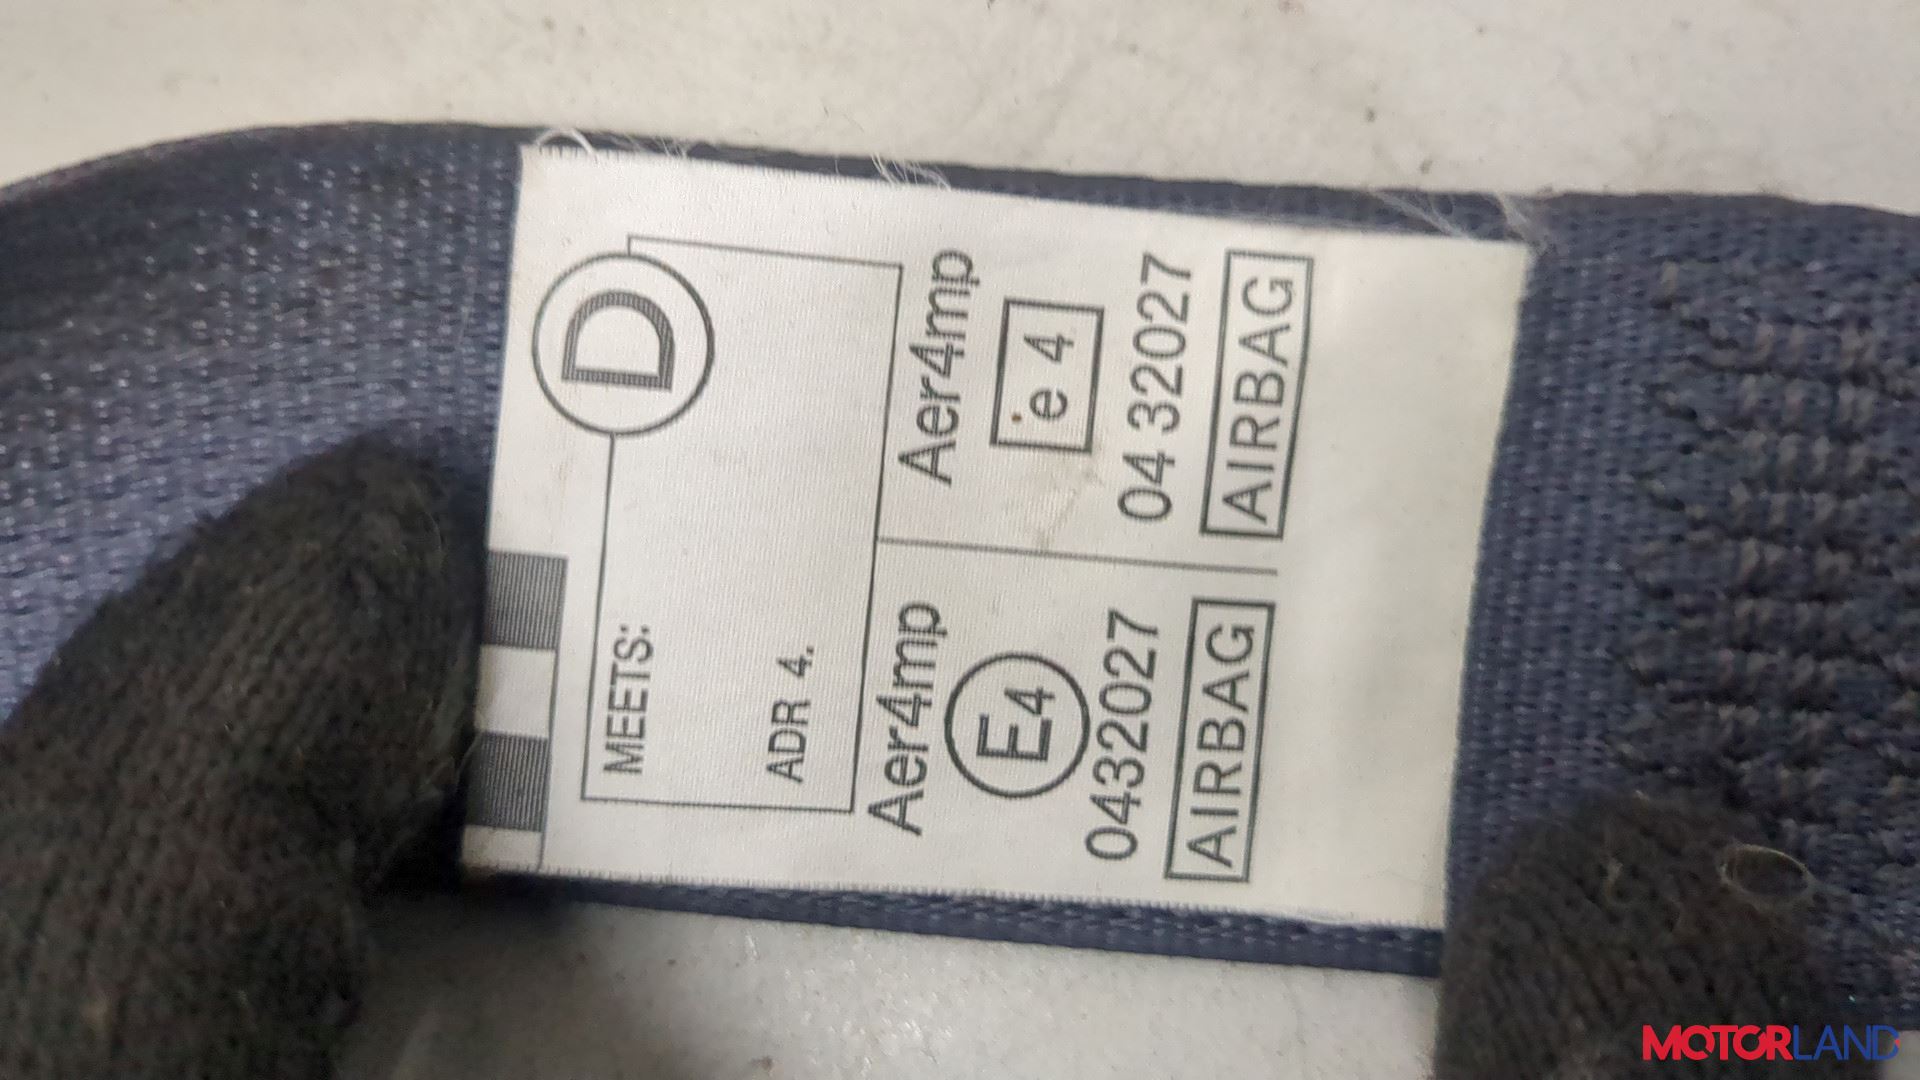 D
MEETS:
ADR 4.
Aer4mp
E4
0432027
AIRBAG
Aer4mp
e 4
04 32027
AIRBAG
MOTORLAND